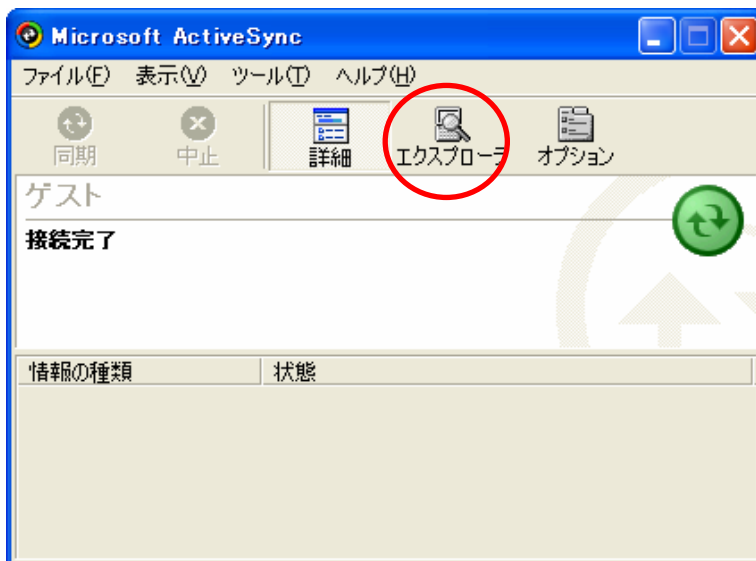 Microsoft ActiveSync
ファイル(F) 表示(V) ツール(T) ヘルプ(H)
同期 中止 詳細 エクスプローラ オプション
ゲスト
接続完了
情報の種類 状態